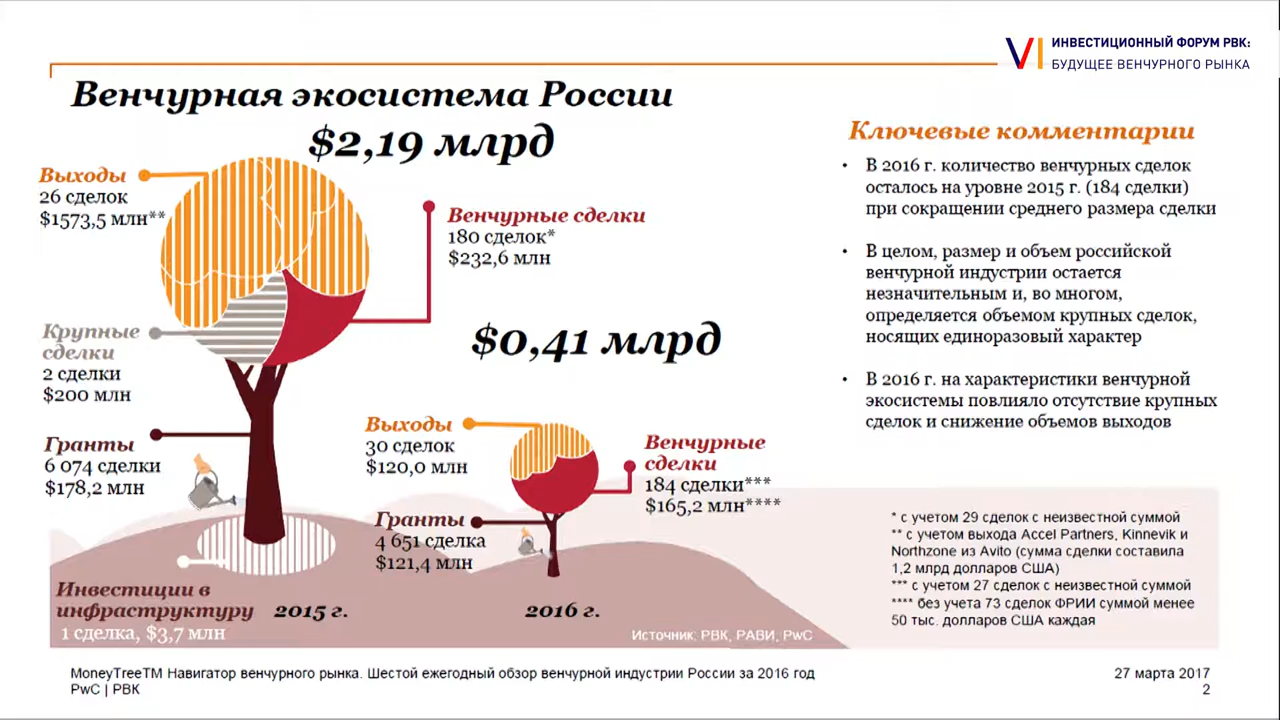 VI ИНВЕСТИЦИОННЫЙ ФОРУМ РВК:
БУДУЩЕЕ ВЕНЧУРНОГО РЫНКА
Венчурная экосистема России
$2,19 млрд
Выходы
26 сделок
$1573,5 млн**
Венчурные сделки
180 сделок*
$232,6 млн
Крупные
сделки
2 сделки
$200 млн
Гранты
6 074 сделки
$178,2 млн
Инвестиции в
инфраструктуру
1 сделка, $3,7 млн
2015 г.
$0,41 млрд
Выходы
30 сделок
$120,0 млн
Венчурные
сделки
184 сделки***
$165,2 млн****
Гранты
4 651 сделка
$121,4 млн
2016 г.
Источник: РВК, РАВИ, PwC
Ключевые комментарии
• В 2016 г. количество венчурных сделок
осталось на уровне 2015 г. (184 сделки)
при сокращении среднего размера сделки
• В целом, размер и объем российской
венчурной индустрии остается
незначительным и, во многом,
определяется объемом крупных сделок,
носящих единоразовый характер
• В 2016 г. на характеристики венчурной
экосистемы повлияло отсутствие крупных
сделок и снижение объемов выходов
* с учетом 29 сделок с неизвестной суммой
** с учетом выхода Accel Partners, Kinnevik и
Northzone из Avito (сумма сделки составила
1,2 млрд долларов США)
*** с учетом 27 сделок с неизвестной суммой
**** без учета 73 сделок ФРИИ суммой менее
50 тыс. долларов США каждая
MoneyTreeTM Навигатор венчурного рынка. Шестой ежегодный обзор венчурной индустрии России за 2016 год
PwC | РВК
27 марта 2017
2